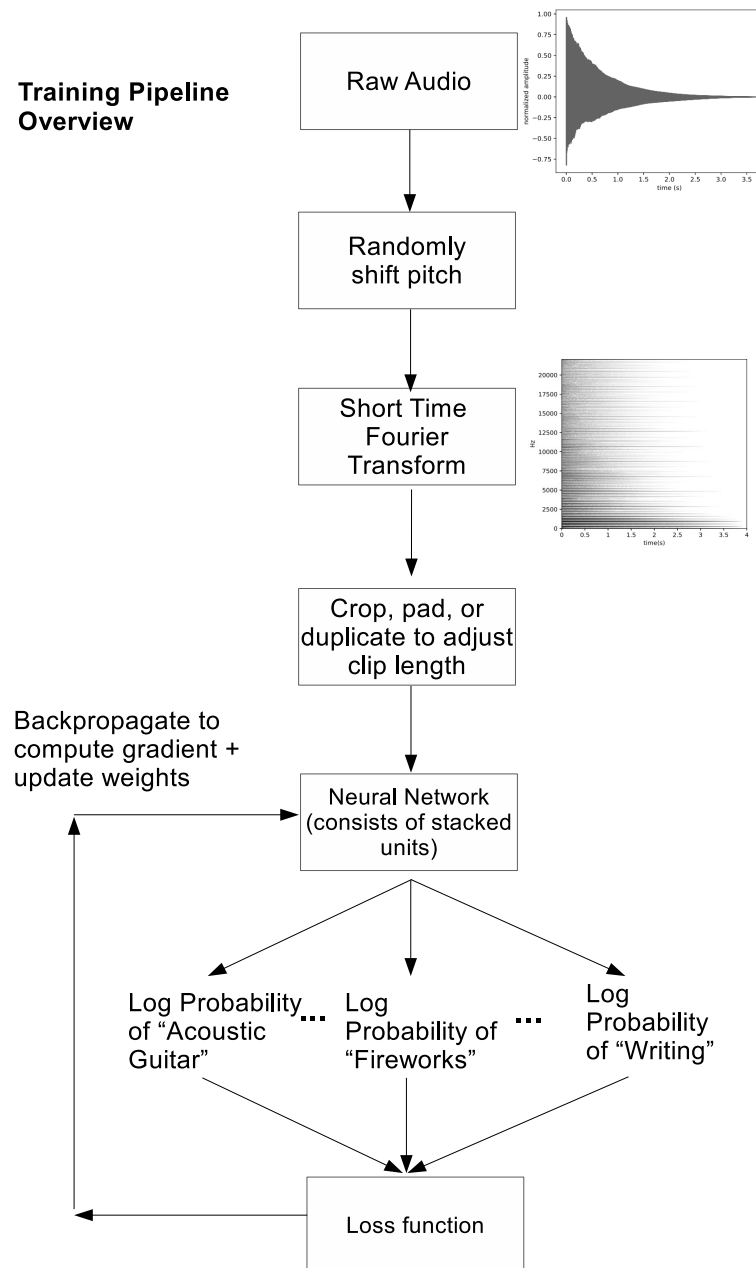 Training Pipeline
Overview
Raw Audio
1.00
0.75
0.50
0.25
0.00
−0.25
−0.50
−0.75
normalized amplitude
0.0 0.5 1.0 1.5 2.0 2.5 3.0 3.5
time (s)
Randomly
shift pitch
Short Time
Fourier
Transform
20000
17500
15000
12500
10000
7500
5000
2500
0
Hz
0 0.5 1 1.5 2 2.5 3 3.5 4
time(s)
Crop, pad, or
duplicate to adjust
clip length
Backpropagate to
compute gradient +
update weights
Neural Network
(consists of stacked
units)
Log Probability
of “Acoustic
Guitar”
...
Log
Probability of
“Fireworks”
...
Log
Probability
of “Writing”
Loss function